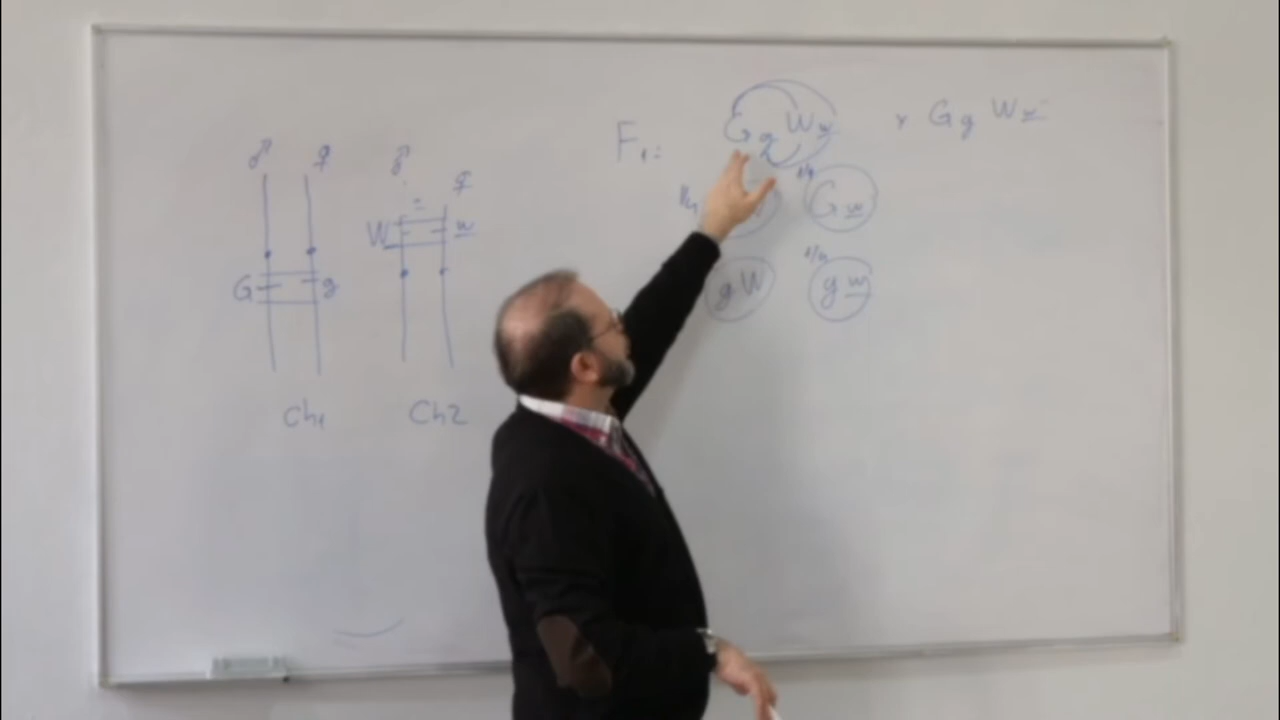 F₁: Gg Ww × Gg Ww
♂ ♀ ♂ ♀
1/4 1/4 Gw
W w
1/4
G g gW gw
Ch1 Ch2